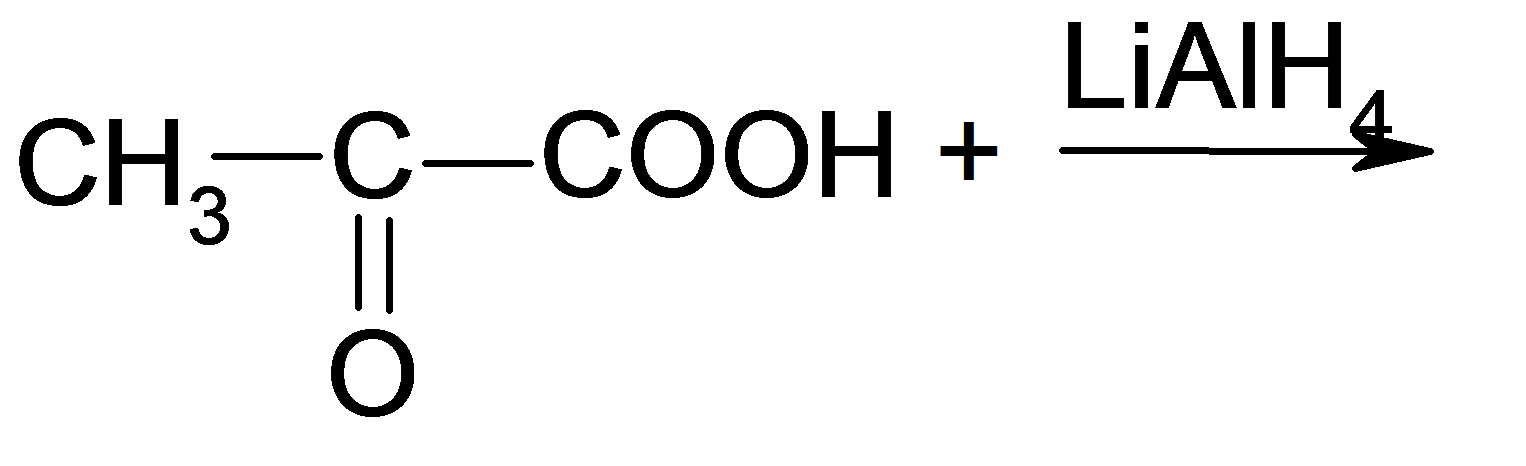 LiAlH4
CH3—C—COOH +
O